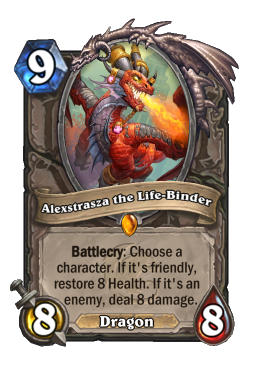 9
Alexstrasza the Life-Binder
Battlecry: Choose a
character. If it's friendly,
restore 8 Health. If it's an
enemy, deal 8 damage.
8
Dragon
8